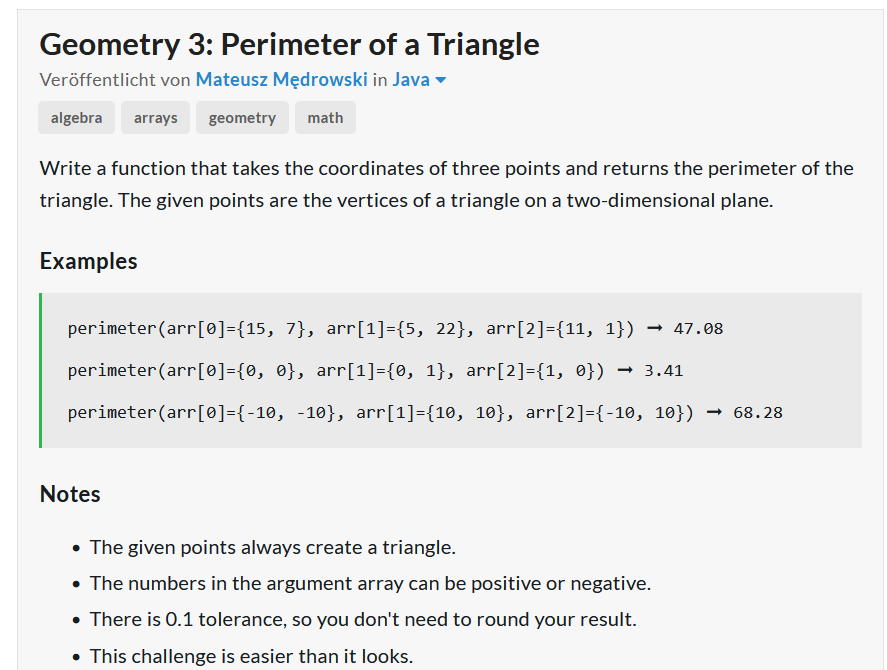 Geometry 3: Perimeter of a Triangle
Veröffentlicht von Mateusz Mędrowski in Java
algebra arrays geometry math
Write a function that takes the coordinates of three points and returns the perimeter of the
triangle. The given points are the vertices of a triangle on a two-dimensional plane.
Examples
perimeter(arr[0]={15, 7}, arr[1]={5, 22}, arr[2]={11, 1}) ➞ 47.08
perimeter(arr[0]={0, 0}, arr[1]={0, 1}, arr[2]={1, 0}) ➞ 3.41
perimeter(arr[0]={-10, -10}, arr[1]={10, 10}, arr[2]={-10, 10}) ➞ 68.28
Notes
• The given points always create a triangle.
• The numbers in the argument array can be positive or negative.
• There is 0.1 tolerance, so you don't need to round your result.
• This challenge is easier than it looks.